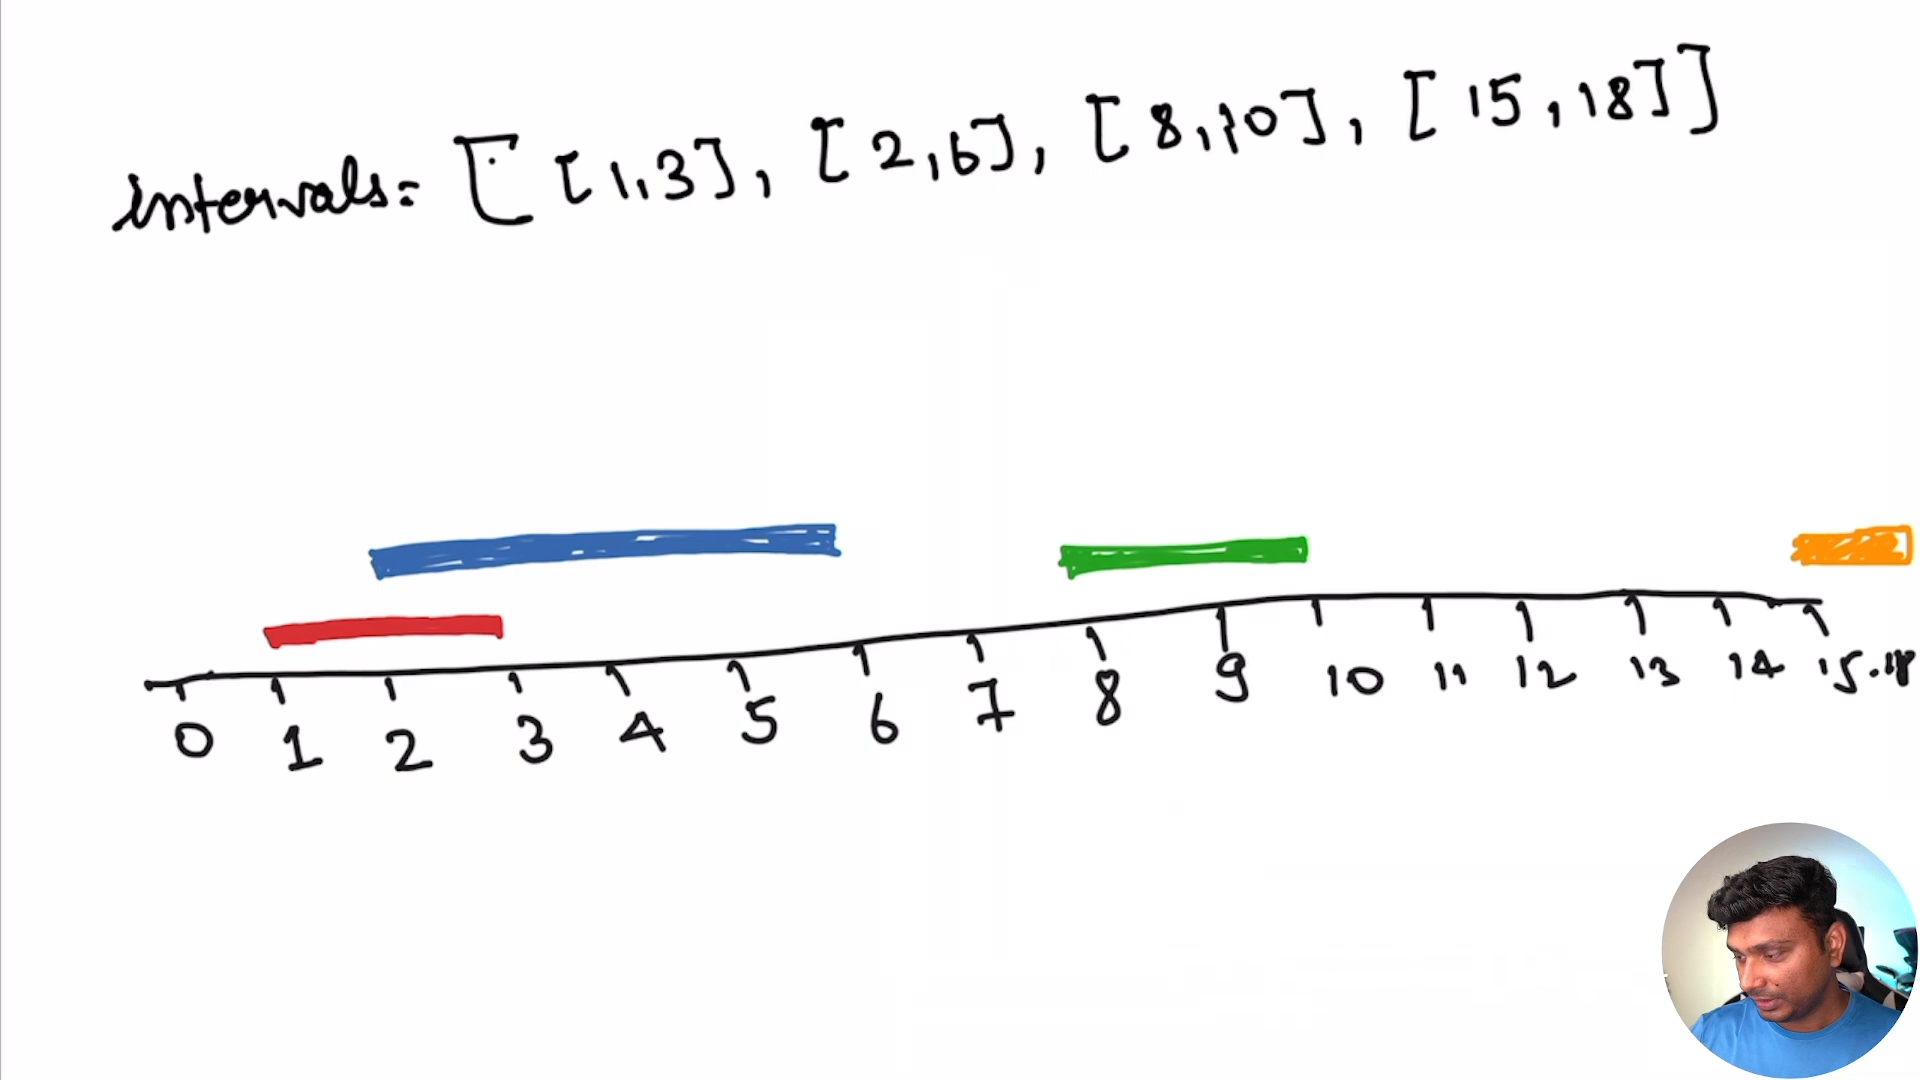 intervals= [ [1,3], [2,6], [8,10], [15,18]]
0 1 2 3 4 5 6 7 8 9 10 11 12 13 14 15..18